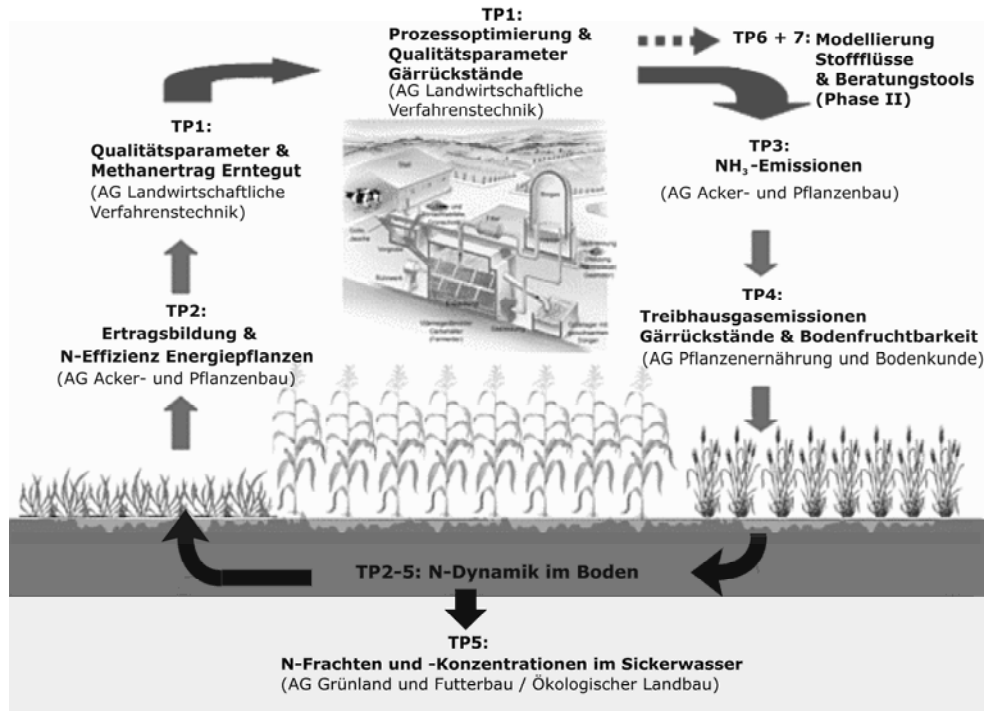 TP1:
Prozessoptimierung &
Qualitätsparameter
Gärrückstände
(AG Landwirtschaftliche
Verfahrenstechnik)
TP6 + 7: Modellierung
Stoffflüsse
& Beratungstools
(Phase II)
TP1:
Qualitätsparameter &
Methanertrag Erntegut
(AG Landwirtschaftliche
Verfahrenstechnik)
TP3:
NH₃-Emissionen
(AG Acker- und Pflanzenbau)
TP2:
Ertragsbildung &
N-Effizienz Energiepflanzen
(AG Acker- und Pflanzenbau)
TP4:
Treibhausgasemissionen
Gärrückstände & Bodenfruchtbarkeit
(AG Pflanzenernährung und Bodenkunde)
TP2-5: N-Dynamik im Boden
TP5:
N-Frachten und -Konzentrationen im Sickerwasser
(AG Grünland und Futterbau / Ökologischer Landbau)